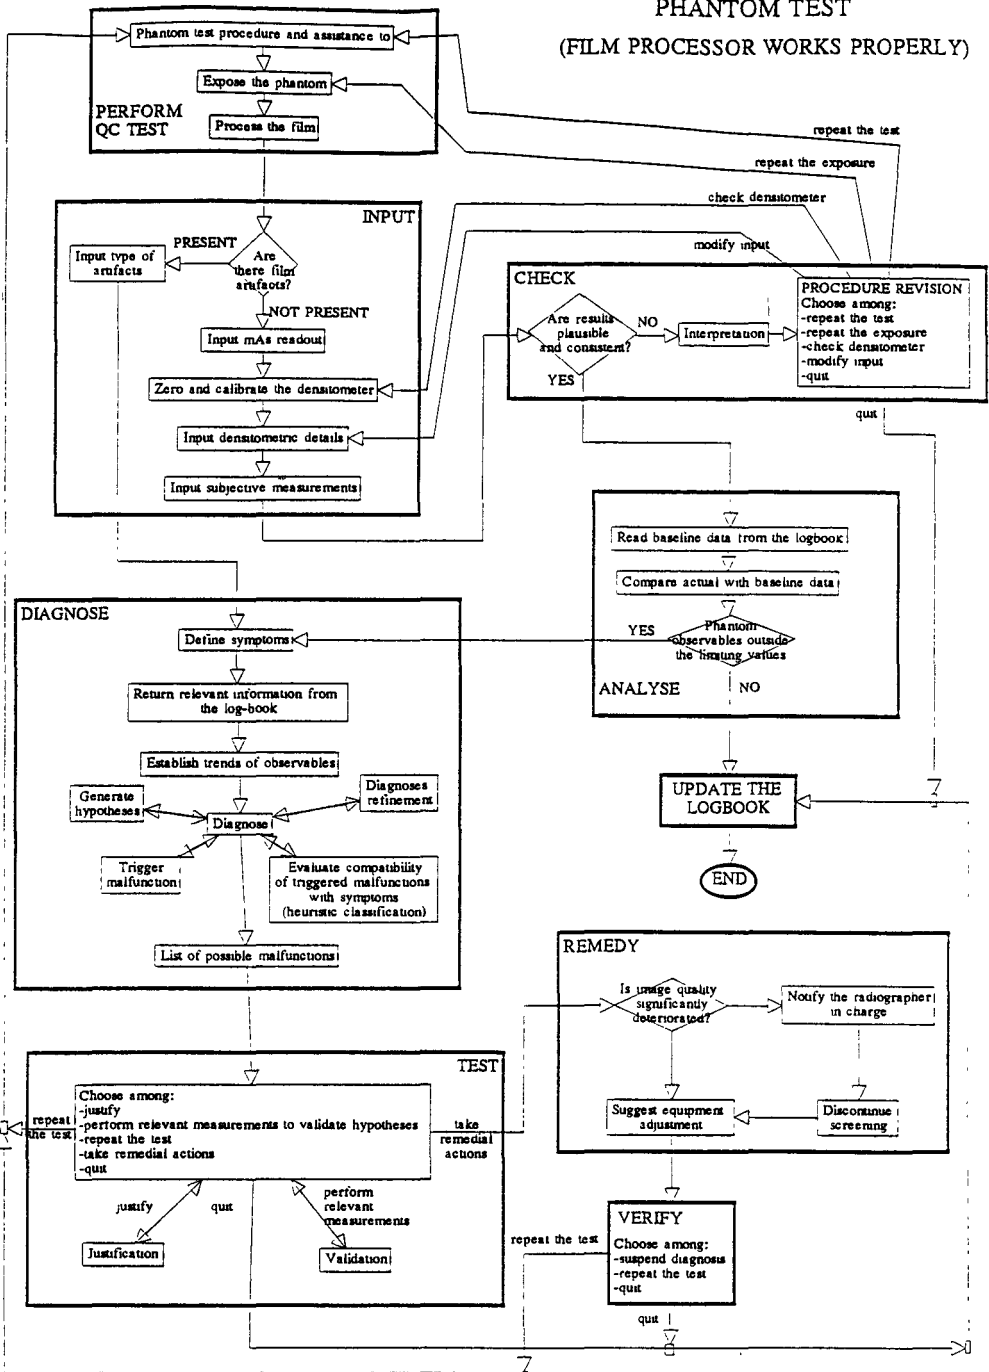 PHANTOM TEST
(FILM PROCESSOR WORKS PROPERLY)
Phantom test procedure and assistance to
Expose the phantom
Process the film
PERFORM
QC TEST
repeat the test
repeat the exposure
check densitometer
modify input
INPUT
PRESENT
Input type of
artifacts
Are
there film
artifacts?
NOT PRESENT
Input mAs readout
Zero and calibrate the densitometer
Input densitometric details
Input subjective measurements
CHECK
Are results
plausible
and consistent?
NO
YES
Interpretation
PROCEDURE REVISION
Choose among:
-repeat the test
-repeat the exposure
-check densitometer
-modify input
-quit
quit
Read baseline data from the logbook
Compare actual with baseline data
Phantom
observables outside
the limiting values
YES
NO
ANALYSE
DIAGNOSE
Define symptoms
Return relevant information from
the log-book
Establish trends of observables
Generate
hypotheses
Diagnoses
refinement
Diagnose
Trigger
malfunction
Evaluate compatibility
of triggered malfunctions
with symptoms
(heuristic classification)
List of possible malfunctions
UPDATE THE
LOGBOOK
END
REMEDY
Is image quality
significantly
deteriorated?
Notify the radiographer
in charge
Suggest equipment
adjustment
Discontinue
screening
TEST
Choose among:
-justify
-perform relevant measurements to validate hypotheses
-repeat the test
-take remedial actions
-quit
repeat
the test
take
remedial
actions
justify
quit
perform
relevant
measurements
Justification
Validation
VERIFY
Choose among:
-suspend diagnosis
-repeat the test
-quit
repeat the test
quit